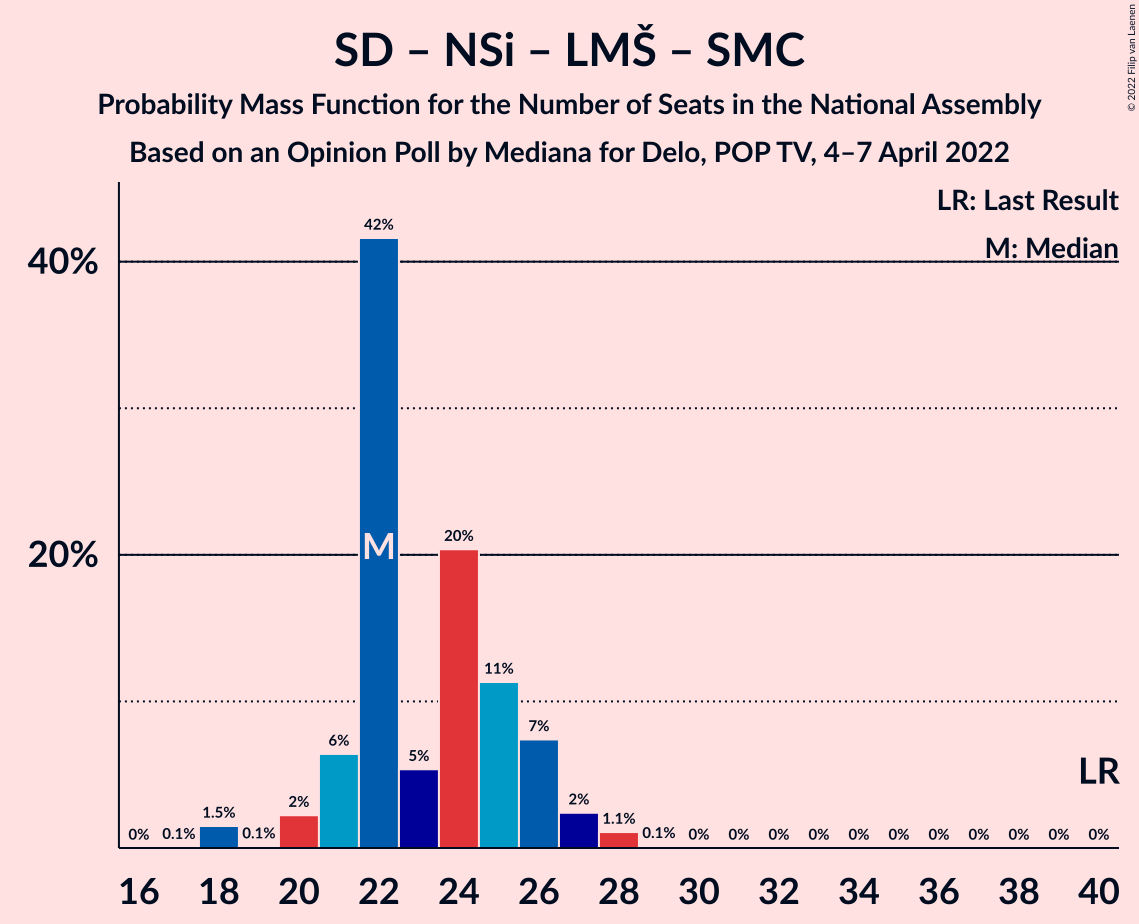 SD – NSi – LMŠ – SMC
Probability Mass Function for the Number of Seats in the National Assembly
Based on an Opinion Poll by Mediana for Delo, POP TV, 4–7 April 2022
© 2022 Filip van Laenen
LR: Last Result
M: Median
40%
20%
42%
M
20%
11%
7%
6%
5%
2%
2%
1.5%
1.1%
0% 0.1% 0.1% 0.1% 0% 0% 0% 0% 0% 0% 0% 0% 0% 0% 0%
LR
16 18 20 22 24 26 28 30 32 34 36 38 40